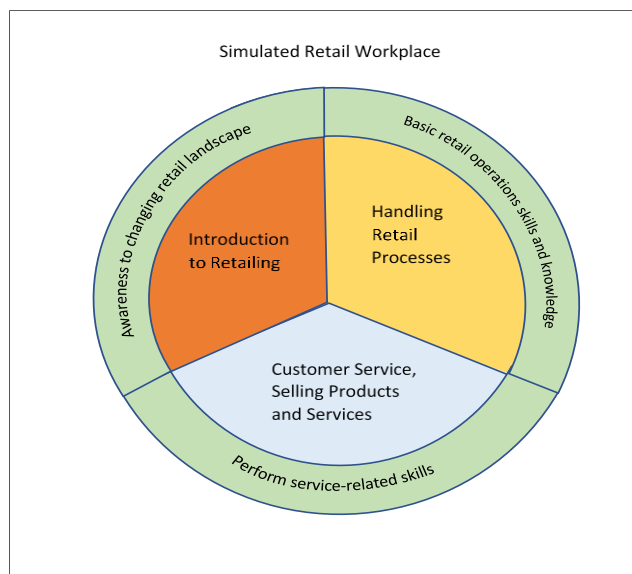 Simulated Retail Workplace
Awareness to changing retail landscape
Basic retail operations skills and knowledge
Introduction
to Retailing
Handling
Retail
Processes
Customer Service,
Selling Products
and Services
Perform service-related skills